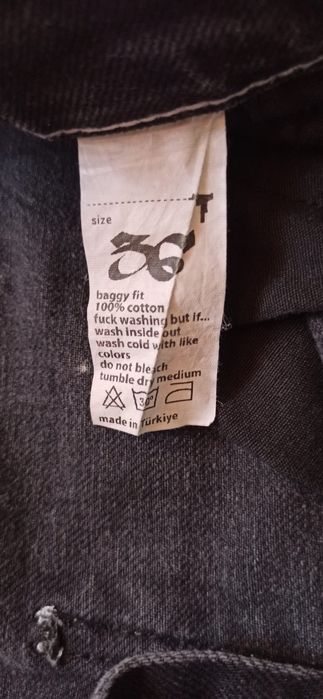 size
36
baggy fit
100% cotton
fuck washing but if...
wash inside out
wash cold with like
colors
do not bleach
tumble dry medium
30°
made in Türkiye